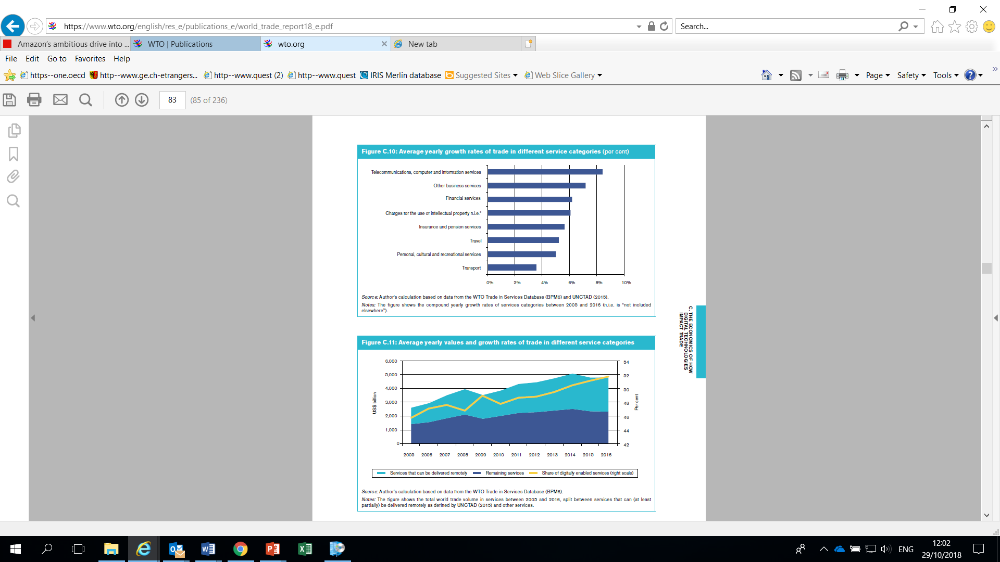 https://www.wto.org/english/res_e/publications_e/world_trade_report18_e.pdf
Search...
Amazon's ambitious drive into ...
WTO | Publications
wto.org
New tab
File Edit Go to Favorites Help
https--one.oecd
http--www.ge.ch-etrangers...
http--www.quest (2)
http--www.quest
IRIS Merlin database
Suggested Sites
Web Slice Gallery
Page
Safety
Tools
83 (85 of 236)
Figure C.10: Average yearly growth rates of trade in different service categories (per cent)
Telecommunications, computer and information services
Other business services
Financial services
Charges for the use of intellectual property n.i.e.*
Insurance and pension services
Travel
Personal, cultural and recreational services
Transport
0% 2% 4% 6% 8% 10%
Source: Author's calculation based on data from the WTO Trade in Services Database (BPM6) and UNCTAD (2015).
Notes: The figure shows the compound yearly growth rates of services categories between 2005 and 2016 (n.i.e. is "not included
elsewhere").
C. THE ECONOMICS OF HOW
DIGITAL TECHNOLOGIES
IMPACT TRADE
Figure C.11: Average yearly values and growth rates of trade in different service categories
US$ billion
6,000
5,000
4,000
3,000
2,000
1,000
0
54
52
50
48
46
44
42
Per cent
2005 2006 2007 2008 2009 2010 2011 2012 2013 2014 2015 2016
Services that can be delivered remotely Remaining services Share of digitally enabled services (right scale)
Source: Author's calculation based on data from the WTO Trade in Services Database (BPM6).
Notes: The figure shows the total world trade volume in services between 2005 and 2016, split between services that can (at least
partially) be delivered remotely as defined by UNCTAD (2015) and other services.
ENG
12:02
29/10/2018